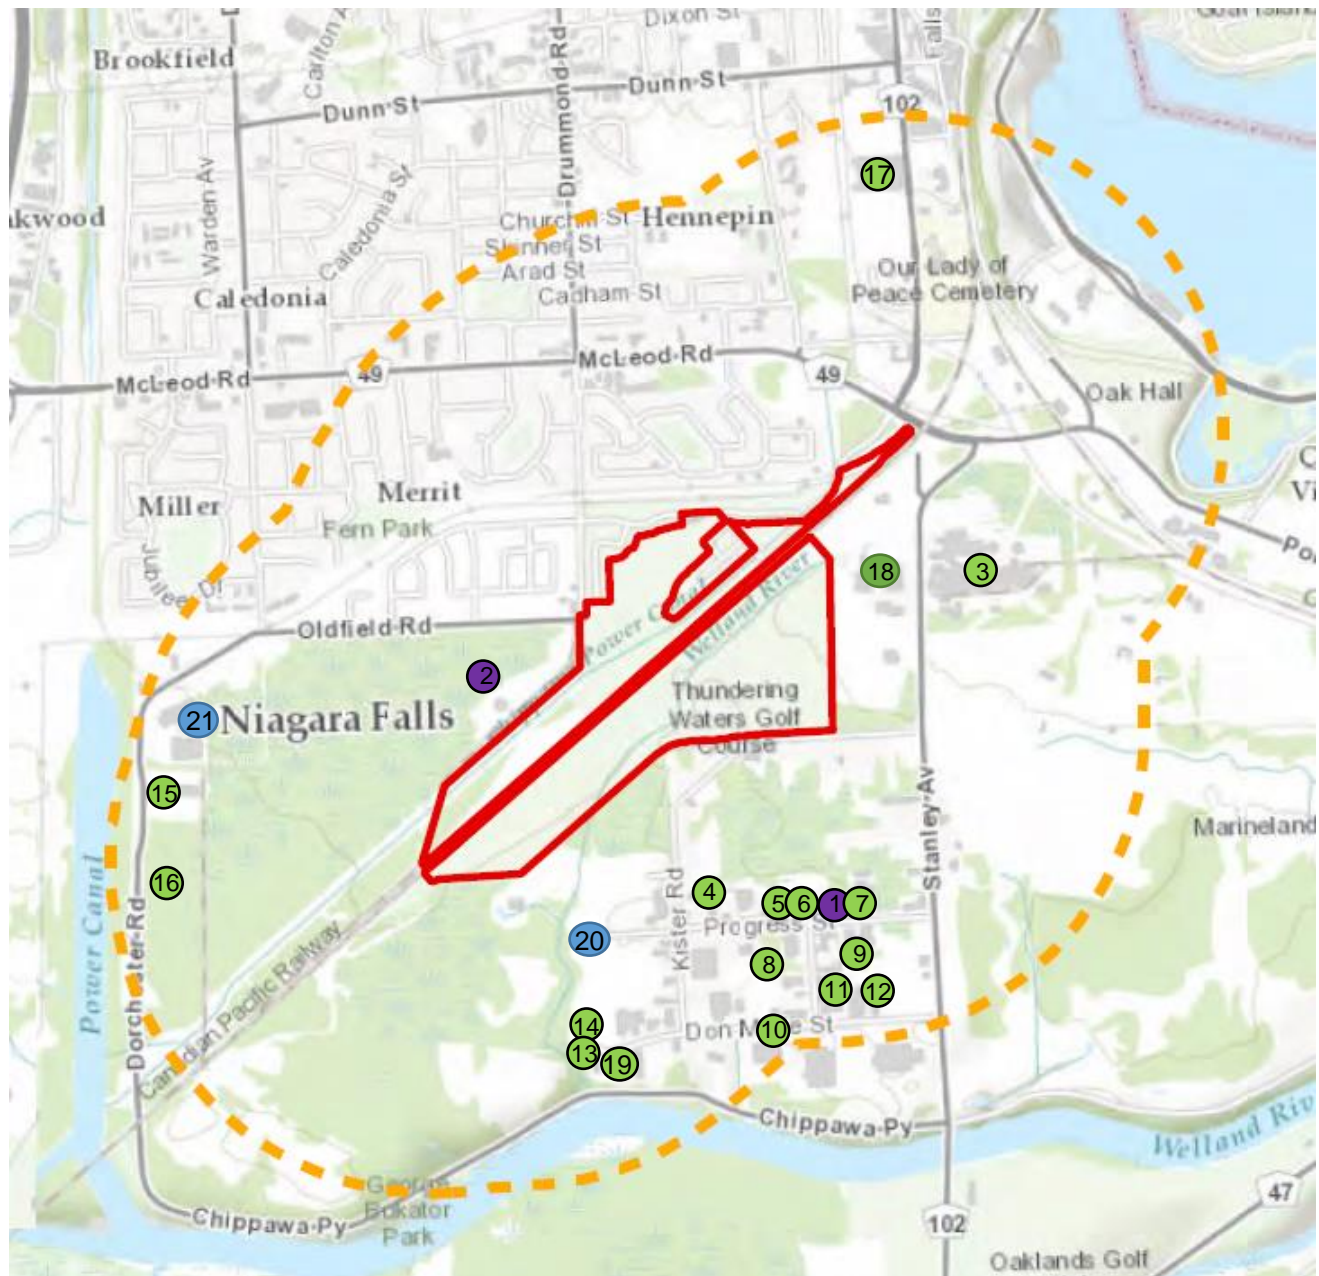 Dixon St
Goat Island
Brookfield
Carlton A
Drummond Rd
Falls
Dunn St
Dunn St
102
17
Warden Av
Caledonia St
akwood
Churchill St
Hennepin
Skinner St
Arad St
Cadham St
Our Lady of
Peace Cemetery
Caledonia
McLeod Rd
49
McLeod Rd
49
Oak Hall
Merrit
Miller
Fern Park
Jubilee Dr
18
3
Power Canal
Welland River
Oldfield Rd
2
Thundering
Waters Golf
Course
21
Niagara Falls
15
16
Stanley Av
Marineland
Power Canal
Dorchester Rd
Canadian Pacific Railway
4
5
6
1
7
Progress St
Kister Rd
20
8
9
11
12
14
Don M e St
10
13
19
Chippawa Py
Welland Riv
George
Bukator
Park
Chippawa Py
47
102
Oaklands Golf